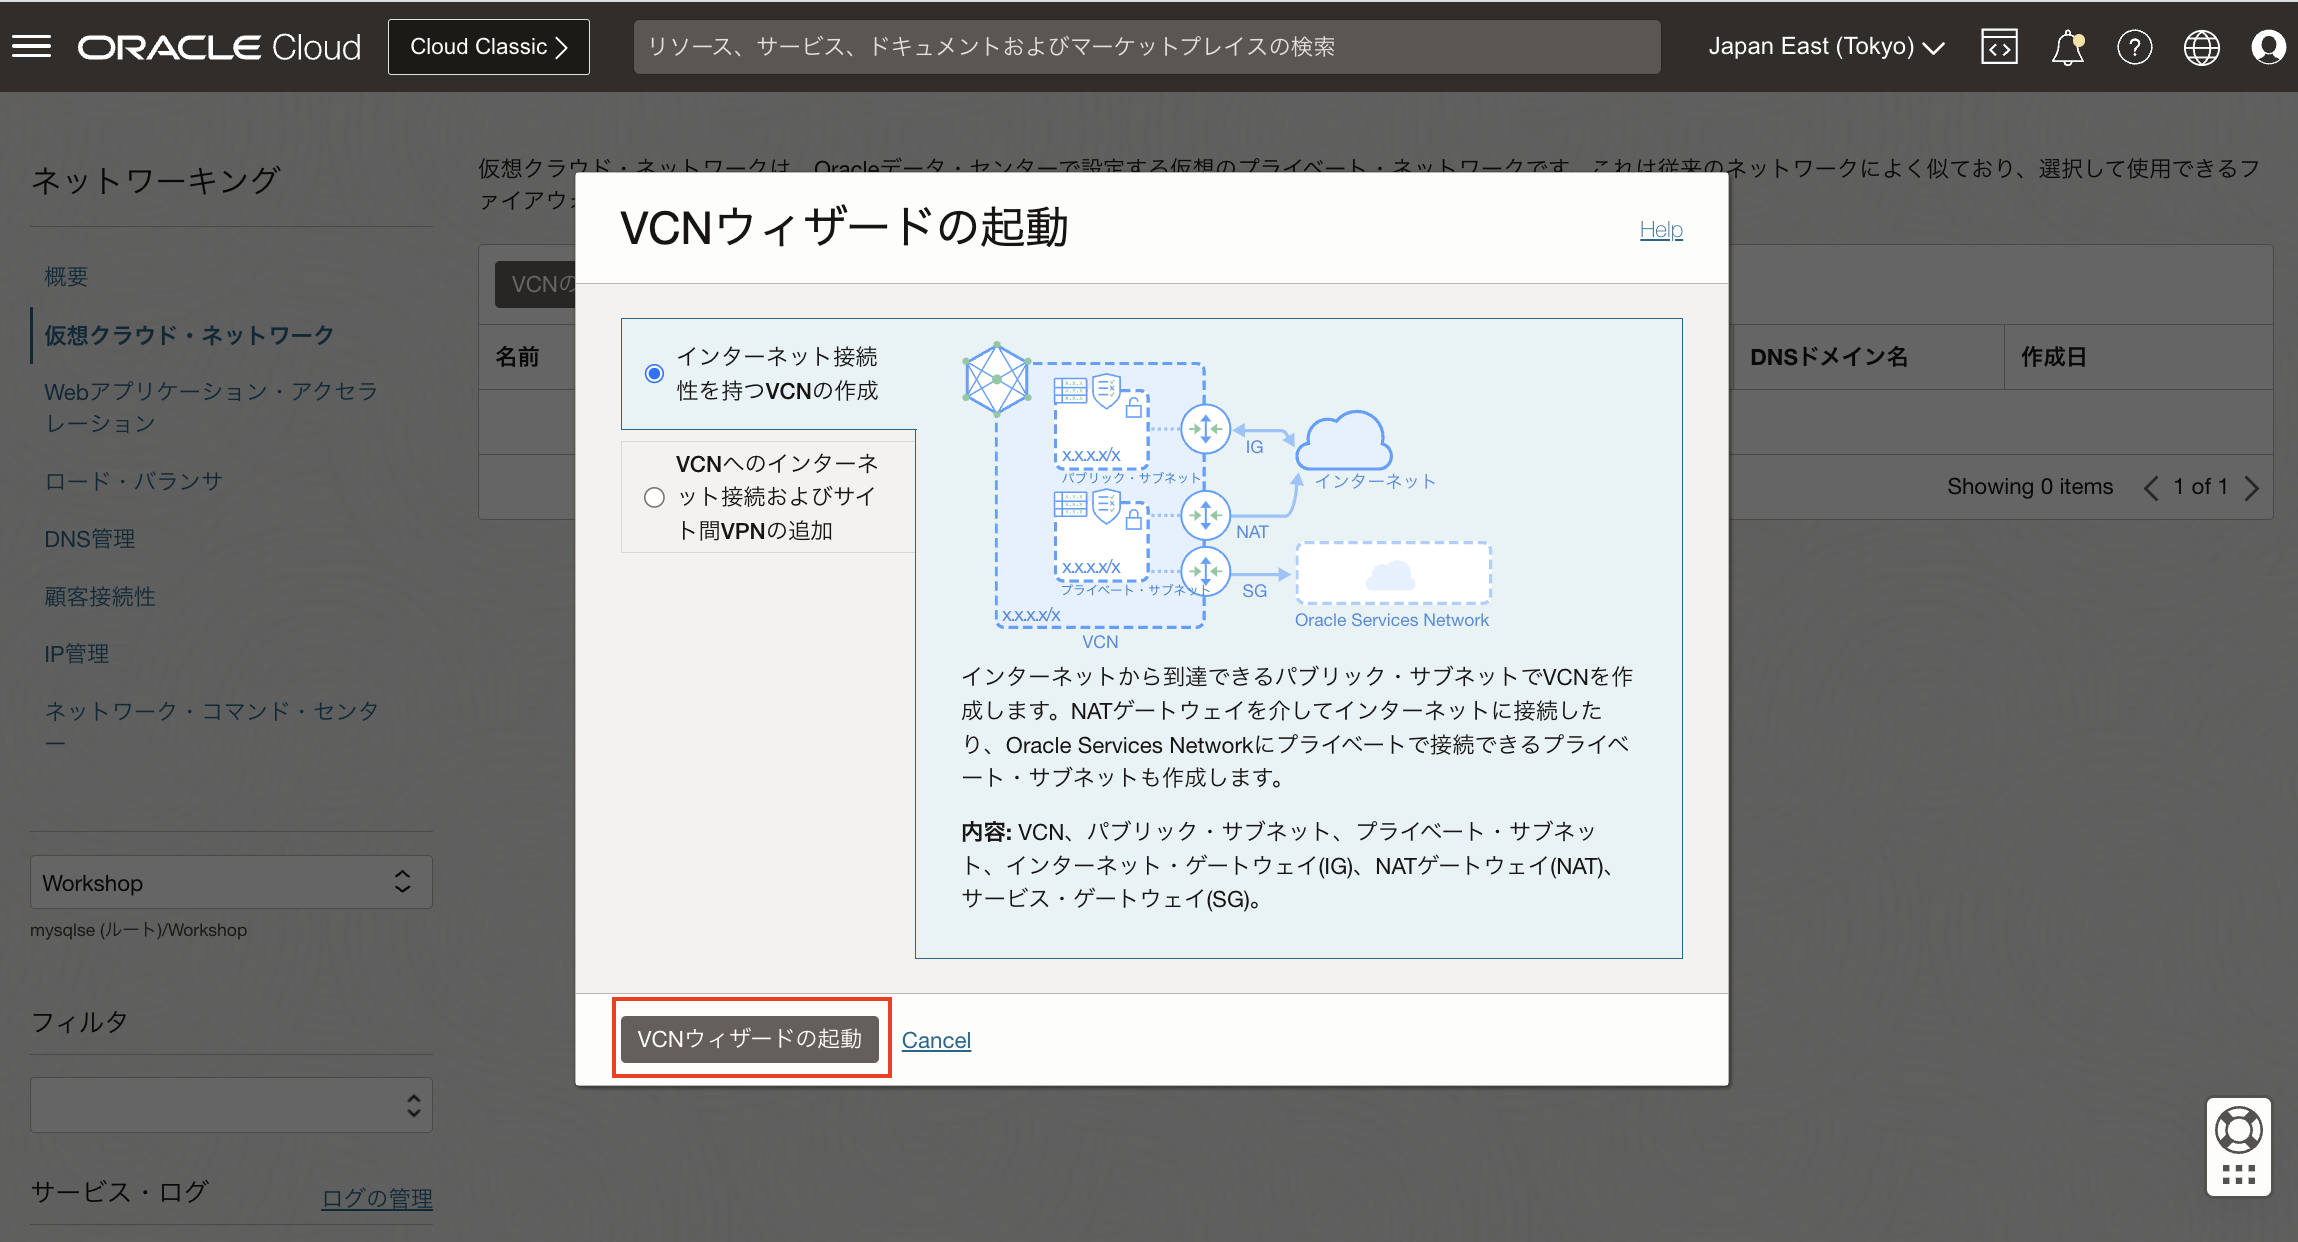 ORACLE Cloud
Cloud Classic
リソース、サービス、ドキュメントおよびマーケットプレイスの検索
Japan East (Tokyo)
ネットワーキング
概要
仮想クラウド・ネットワーク
Webアプリケーション・アクセラ
レーション
ロード・バランサ
DNS管理
顧客接続性
IP管理
ネットワーク・コマンド・センタ
ー
Workshop
mysqlse (ルート)/Workshop
フィルタ
サービス・ログ
ログの管理
仮想クラウド・ネットワークは、Oracleデータ・センターで設定する仮想のプライベート・ネットワークです。これは従来のネットワークによく似ており、選択して使用できるフ
ァイアウォ
VCNの
名前
DNSドメイン名
作成日
Showing 0 items
1 of 1
VCNウィザードの起動
Help
インターネット接続
性を持つVCNの作成
VCNへのインターネ
ット接続およびサイ
ト間VPNの追加
x.x.x.x/x
パブリック・サブネット
IG
インターネット
NAT
x.x.x.x/x
プライベート・サブネット
SG
x.x.x.x/x
VCN
Oracle Services Network
インターネットから到達できるパブリック・サブネットでVCNを作
成します。NATゲートウェイを介してインターネットに接続した
り、Oracle Services Networkにプライベートで接続できるプライベ
ート・サブネットも作成します。
内容: VCN、パブリック・サブネット、プライベート・サブネッ
ト、インターネット・ゲートウェイ(IG)、NATゲートウェイ(NAT)、
サービス・ゲートウェイ(SG)。
VCNウィザードの起動
Cancel